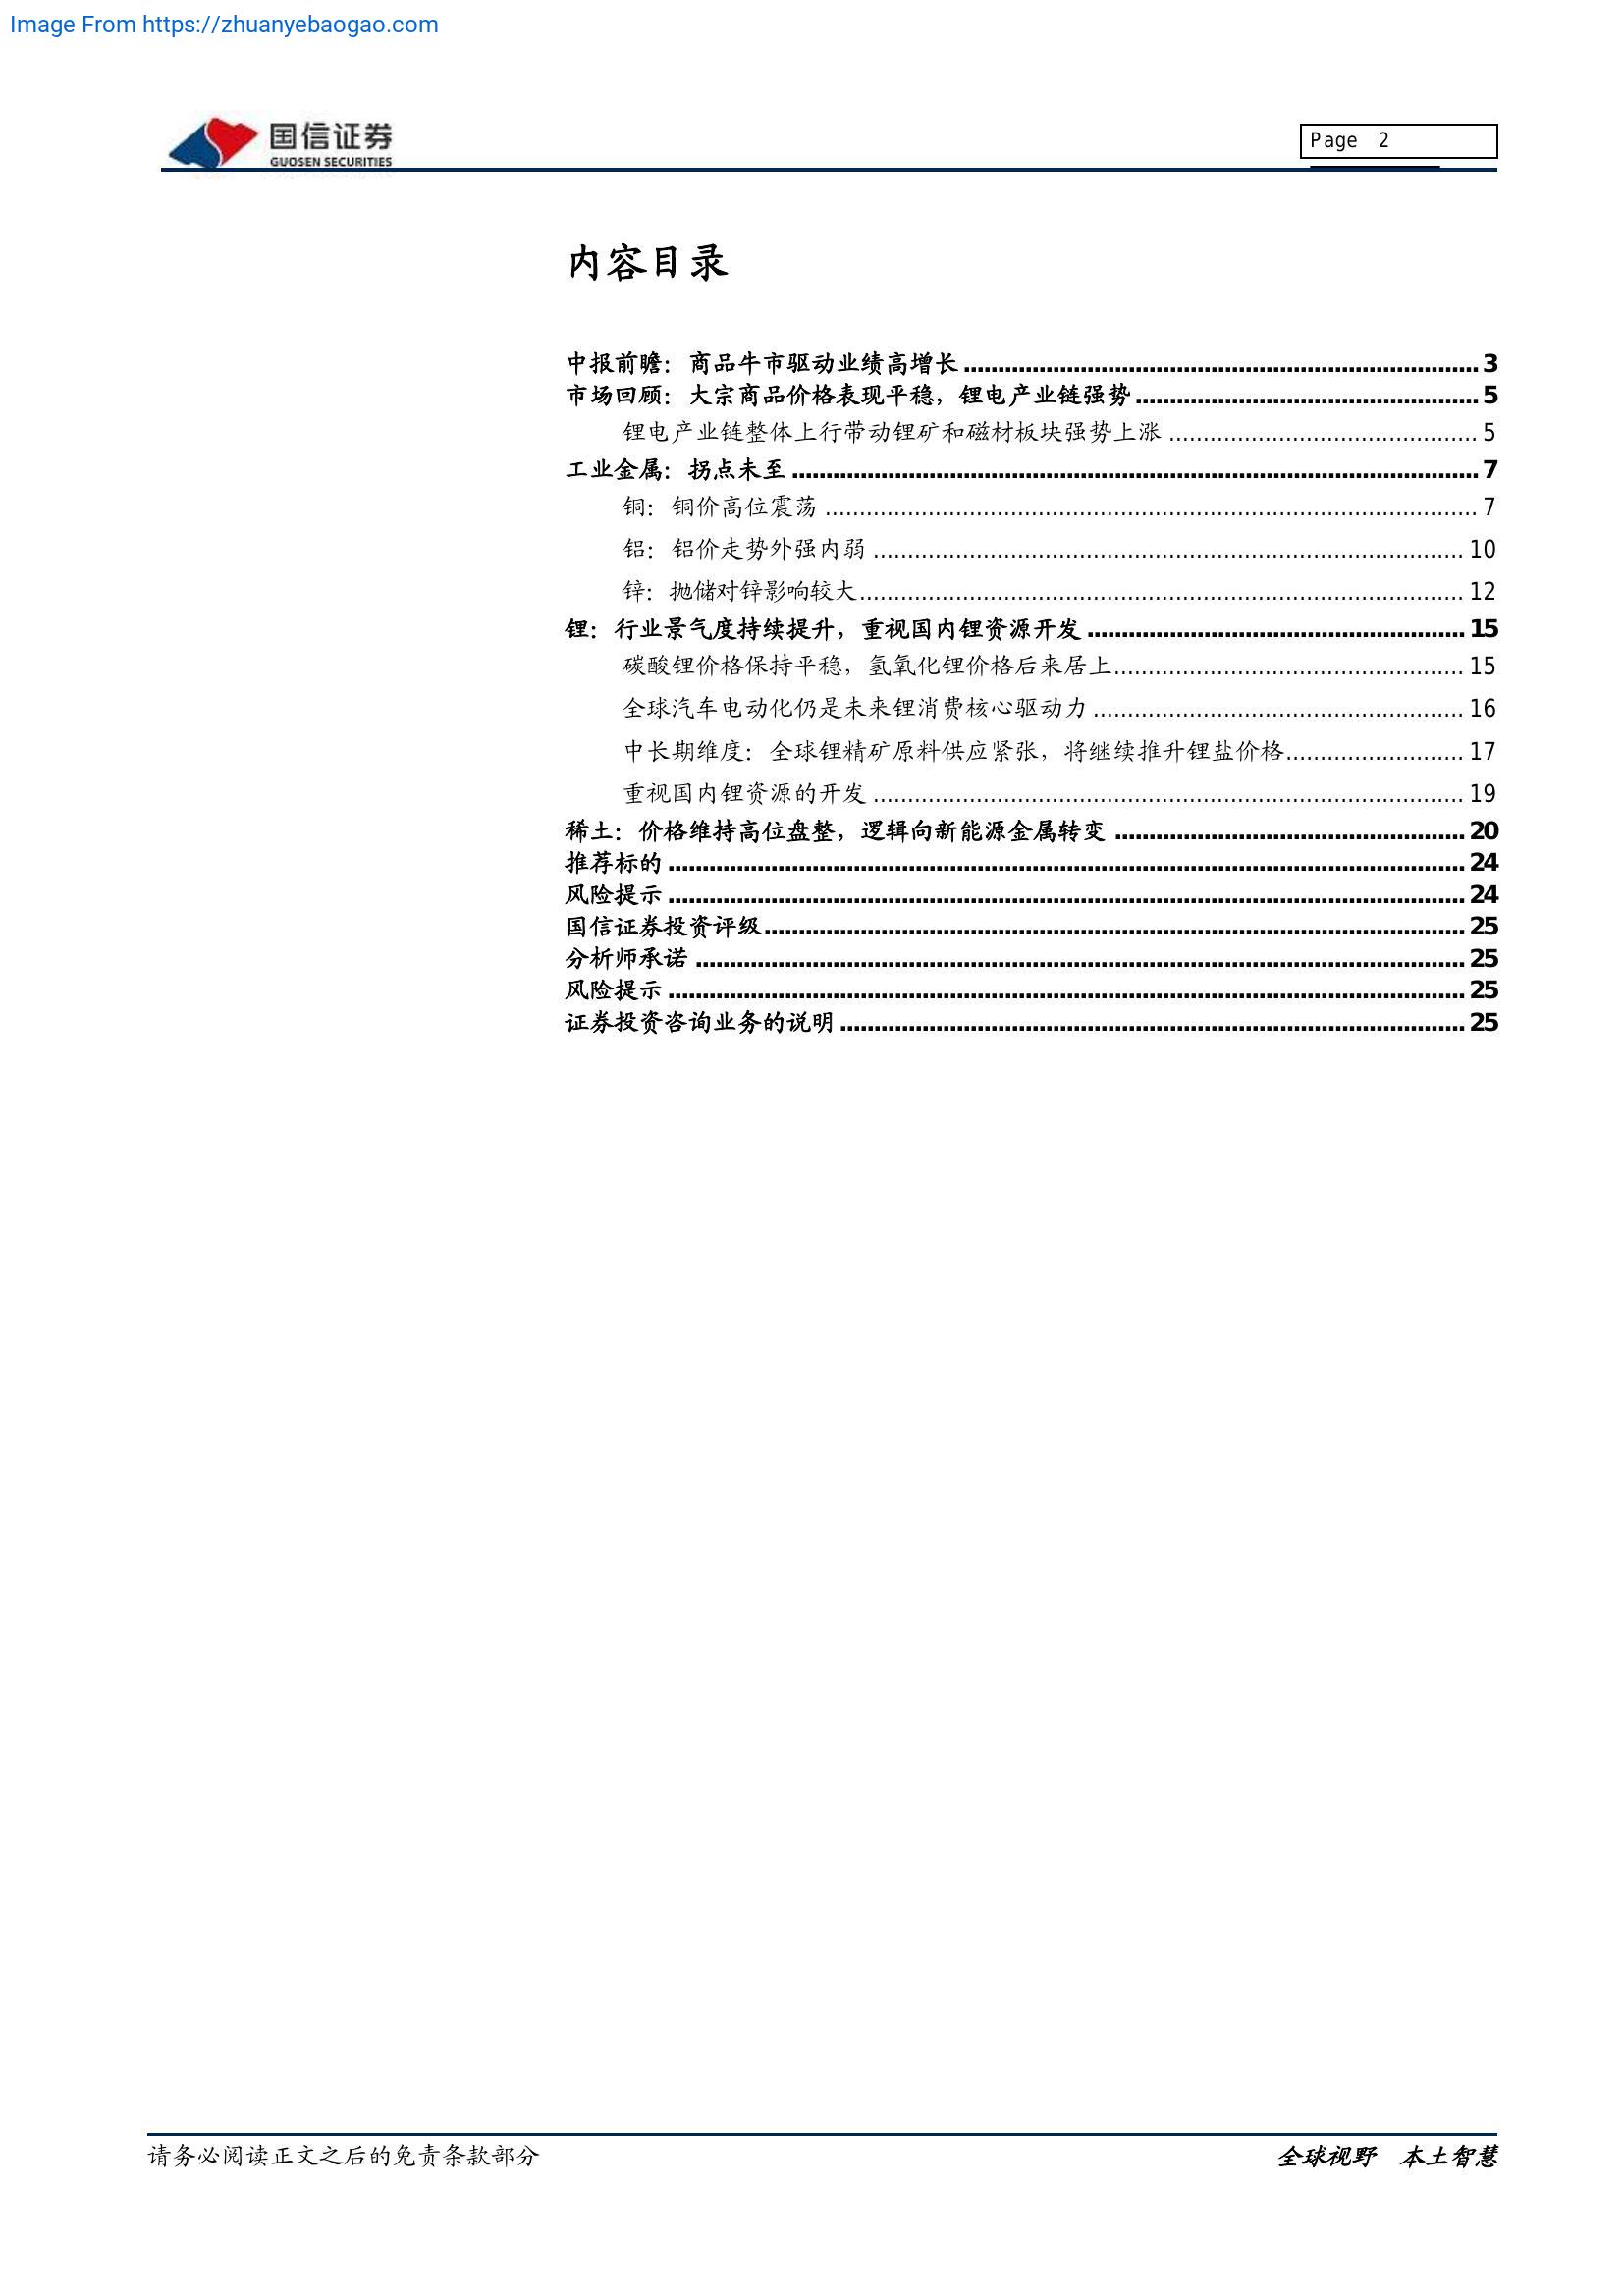 Image From https://zhuanyebaogao.com
国信证券
GUOSEN SECURITIES
Page 2
内容目录
中报前瞻：商品牛市驱动业绩高增长 ........................................ 3
市场回顾：大宗商品价格表现平稳，锂电产业链强势 ........................................ 5
锂电产业链整体上行带动锂矿和磁材板块强势上涨 ........................................ 5
工业金属：拐点未至 ........................................ 7
铜：铜价高位震荡 ........................................ 7
铝：铝价走势外强内弱 ........................................ 10
锌：抛储对锌影响较大 ........................................ 12
锂：行业景气度持续提升，重视国内锂资源开发 ........................................ 15
碳酸锂价格保持平稳，氢氧化锂价格后来居上 ........................................ 15
全球汽车电动化仍是未来锂消费核心驱动力 ........................................ 16
中长期维度：全球锂精矿原料供应紧张，将继续推升锂盐价格 ........................................ 17
重视国内锂资源的开发 ........................................ 19
稀土：价格维持高位盘整，逻辑向新能源金属转变 ........................................ 20
推荐标的 ........................................ 24
风险提示 ........................................ 24
国信证券投资评级 ........................................ 25
分析师承诺 ........................................ 25
风险提示 ........................................ 25
证券投资咨询业务的说明 ........................................ 25
请务必阅读正文之后的免责条款部分
全球视野 本土智慧